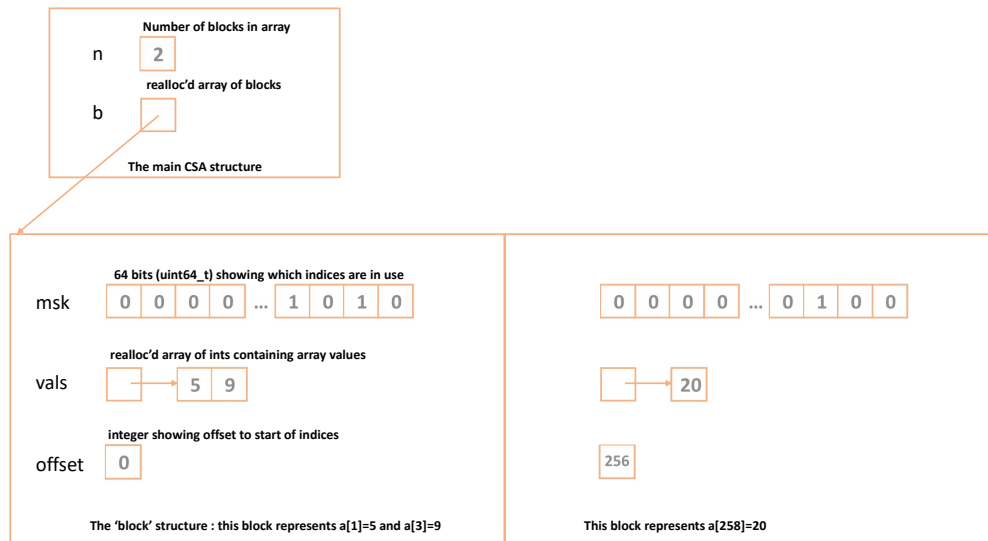 Number of blocks in array
n 2
realloc'd array of blocks
b
The main CSA structure
64 bits (uint64_t) showing which indices are in use
msk 0 0 0 0 ... 1 0 1 0
0 0 0 0 ... 0 1 0 0
realloc'd array of ints containing array values
vals 5 9
20
integer showing offset to start of indices
offset 0
256
The 'block' structure : this block represents a[1]=5 and a[3]=9
This block represents a[258]=20